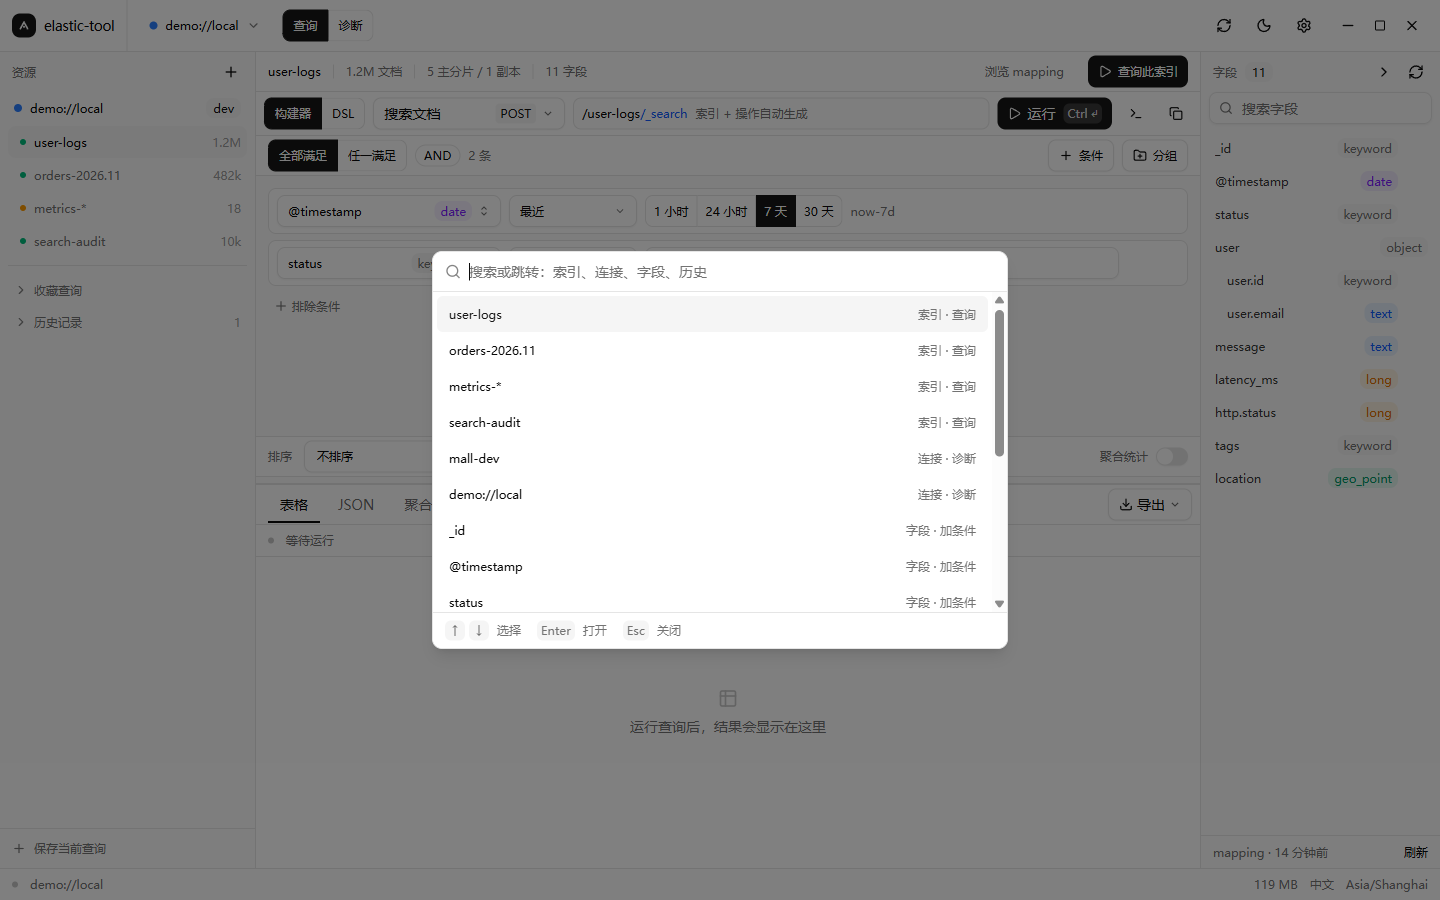 elastic-tool demo://local 查询 诊断
资源
demo://local dev
user-logs 1.2M
orders-2026.11 482k
metrics-* 18
search-audit 10k
收藏查询
历史记录 1
保存当前查询
user-logs 1.2M 文档 5 主分片 / 1 副本 11 字段 浏览 mapping 查询此索引
构建器 DSL 搜索文档 POST /user-logs/_search 索引 + 操作自动生成 运行 Ctrl ↵
全部满足 任一满足 AND 2 条 条件 分组
@timestamp date 最近 1 小时 24 小时 7 天 30 天 now-7d
status
排除条件
搜索或跳转：索引、连接、字段、历史
user-logs 索引 · 查询
orders-2026.11 索引 · 查询
metrics-* 索引 · 查询
search-audit 索引 · 查询
mall-dev 连接 · 诊断
demo://local 连接 · 诊断
_id 字段 · 加条件
@timestamp 字段 · 加条件
status 字段 · 加条件
↑ ↓ 选择 Enter 打开 Esc 关闭
排序 不排序 聚合统计
表格 JSON 聚合 导出
等待运行
运行查询后，结果会显示在这里
字段 11
搜索字段
_id keyword
@timestamp date
status keyword
user object
user.id keyword
user.email text
message text
latency_ms long
http.status long
tags keyword
location geo_point
mapping · 14 分钟前 刷新
demo://local 119 MB 中文 Asia/Shanghai